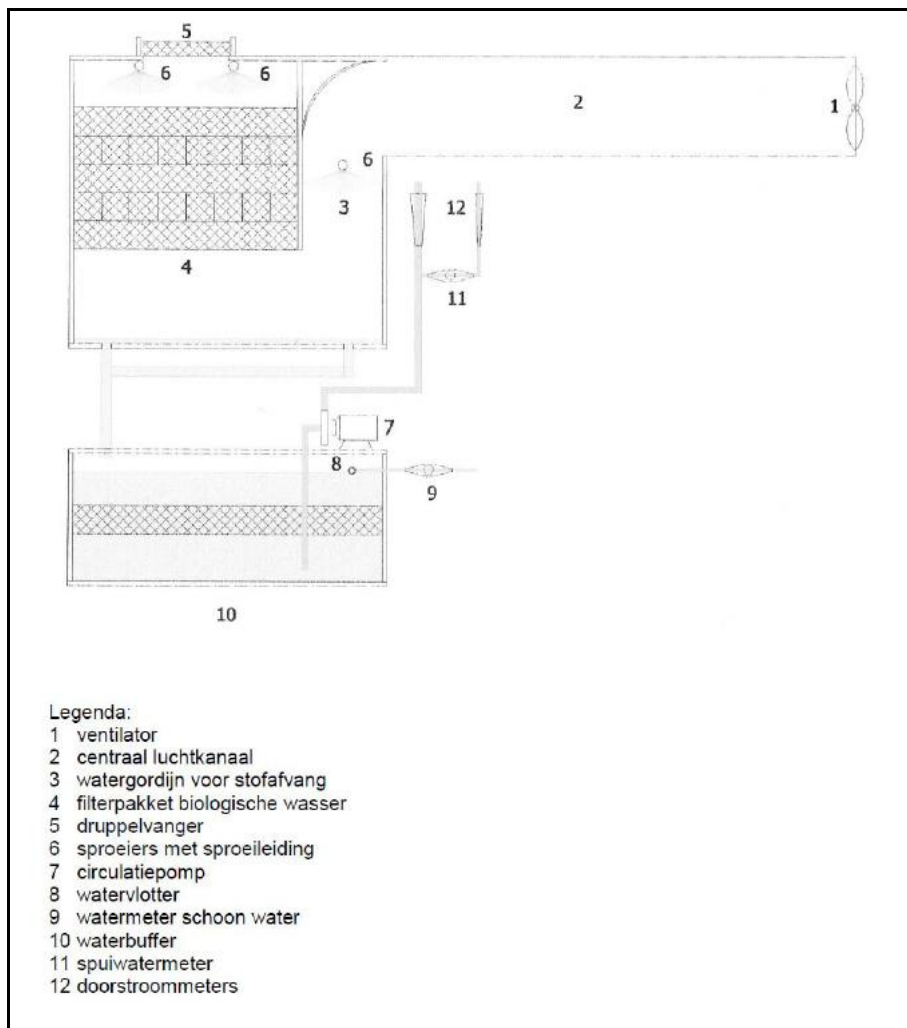 5
6 6
2
1
6
3
12
4
11
7
8
9
10
Legenda:
1 ventilator
2 centraal luchtkanaal
3 watergordijn voor stofafvang
4 filterpakket biologische wasser
5 druppelvanger
6 sproeiers met sproeileiding
7 circulatiepomp
8 watervlotter
9 watermeter schoon water
10 waterbuffer
11 spuiwatermeter
12 doorstroommeters